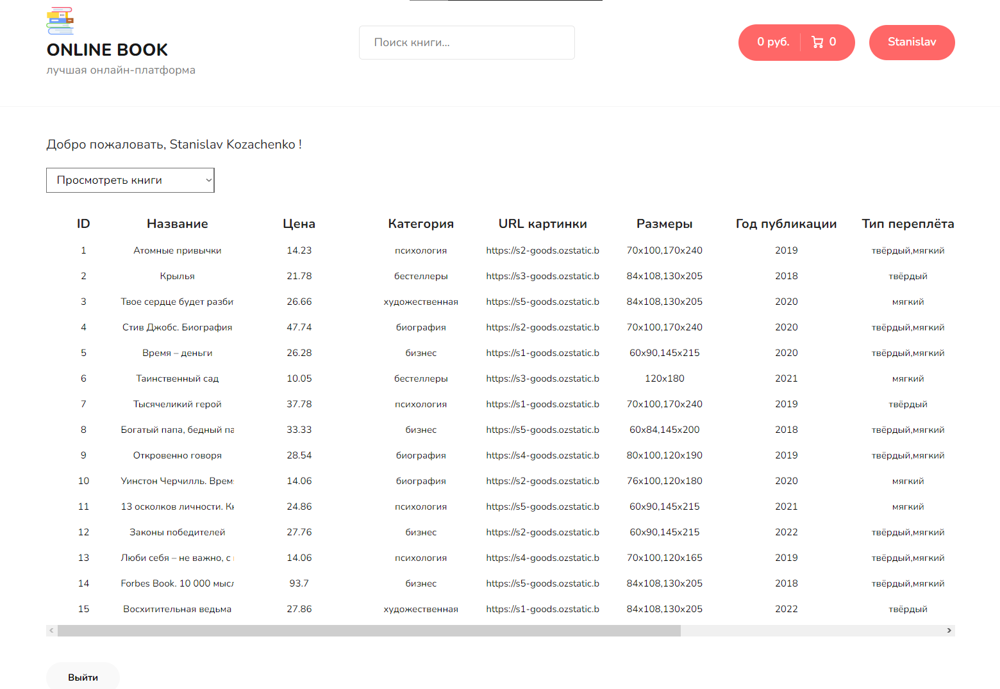 ONLINE BOOK
лучшая онлайн-платформа
Поиск книги...
0 руб. 0
Stanislav
Добро пожаловать, Stanislav Kozachenko !
Просмотреть книги
ID Название Цена Категория URL картинки Размеры Год публикации Тип переплёта
1 Атомные привычки 14.23 психология https://s2-goods.ozstatic.b 70x100,170x240 2019 твёрдый,мягкий
2 Крылья 21.78 бестеллеры https://s3-goods.ozstatic.b 84x108,130x205 2018 твёрдый
3 Твое сердце будет разби 26.66 художественная https://s5-goods.ozstatic.b 84x108,130x205 2020 мягкий
4 Стив Джобс. Биография 47.74 биография https://s2-goods.ozstatic.b 70x100,170x240 2020 твёрдый,мягкий
5 Время – деньги 26.28 бизнес https://s1-goods.ozstatic.b 60x90,145x215 2020 твёрдый,мягкий
6 Таинственный сад 10.05 бестеллеры https://s3-goods.ozstatic.b 120x180 2021 мягкий
7 Тысячеликий герой 37.78 психология https://s1-goods.ozstatic.b 70x100,170x240 2019 твёрдый
8 Богатый папа, бедный па 33.33 бизнес https://s5-goods.ozstatic.b 60x84,145x200 2018 твёрдый,мягкий
9 Откровенно говоря 28.54 биография https://s4-goods.ozstatic.b 80x100,120x190 2019 твёрдый,мягкий
10 Уинстон Черчилль. Врем 14.06 биография https://s2-goods.ozstatic.b 76x100,120x180 2020 мягкий
11 13 осколков личности. Кн 24.86 психология https://s5-goods.ozstatic.b 60x90,145x215 2021 мягкий
12 Законы победителей 27.76 бизнес https://s2-goods.ozstatic.b 60x90,145x215 2022 твёрдый,мягкий
13 Люби себя – не важно, с 14.06 психология https://s4-goods.ozstatic.b 70x100,120x165 2019 твёрдый,мягкий
14 Forbes Book. 10 000 мысл 93.7 бизнес https://s5-goods.ozstatic.b 84x108,130x205 2018 твёрдый,мягкий
15 Восхитительная ведьма 27.86 художественная https://s1-goods.ozstatic.b 84x108,130x205 2022 твёрдый
Выйти